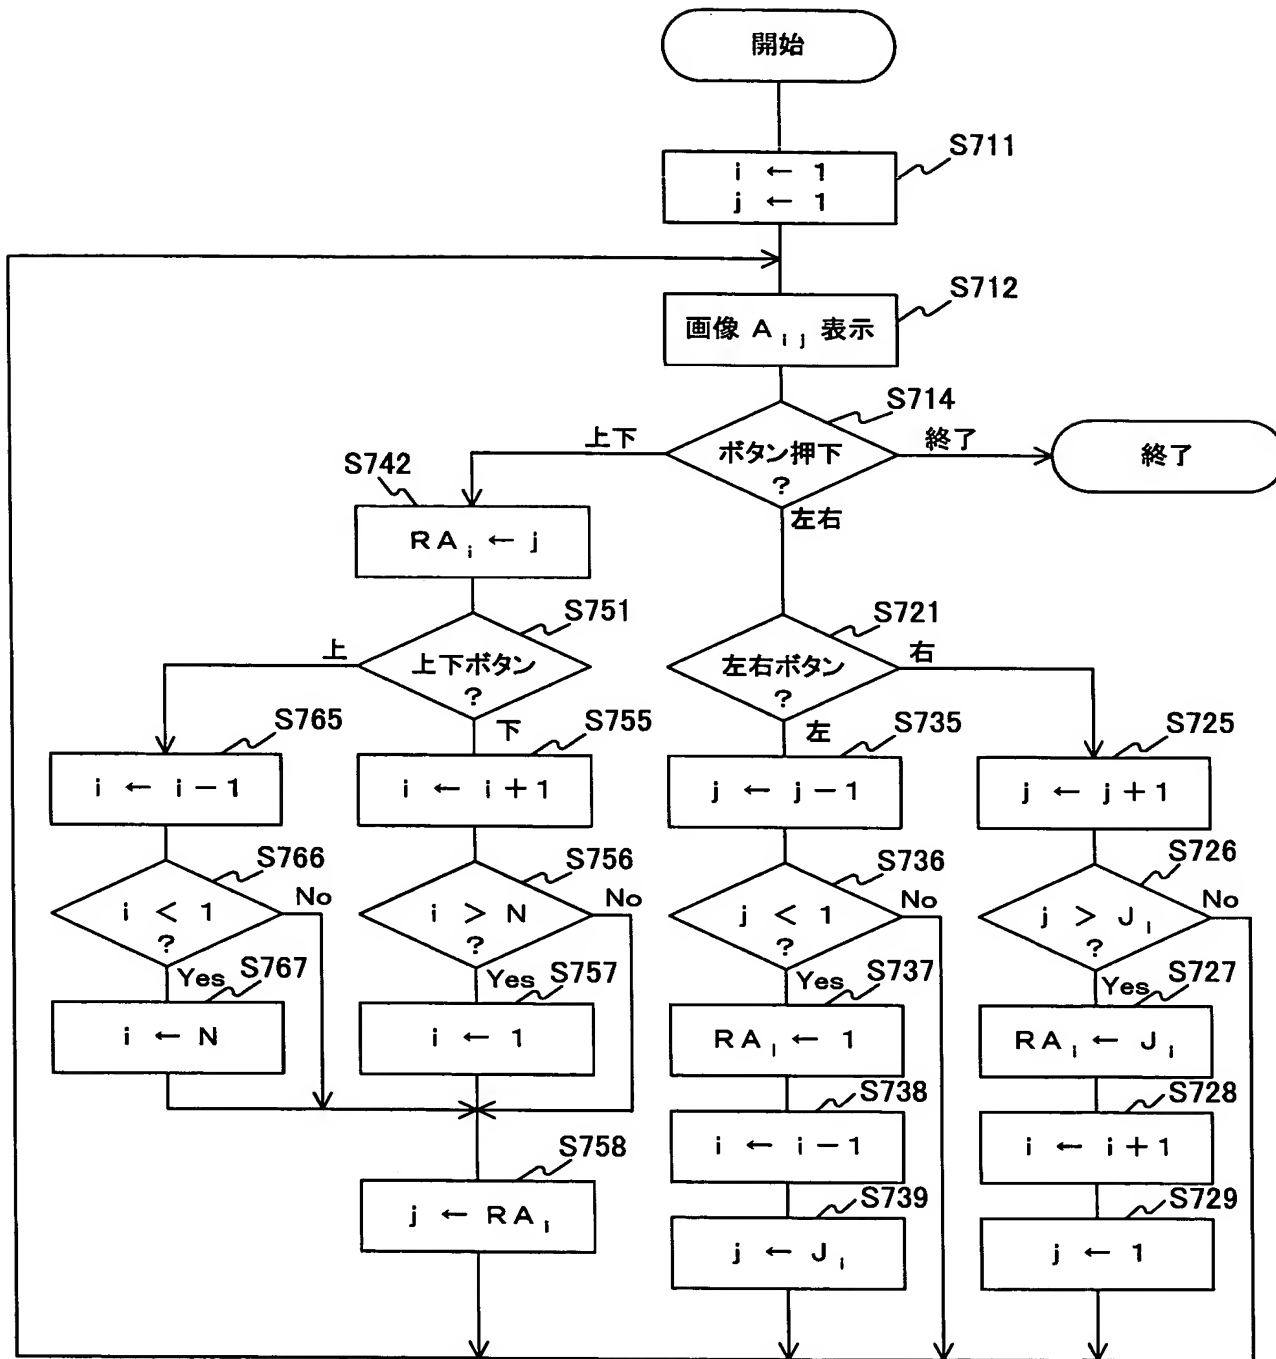 開始
S711
i ← 1
j ← 1
S712
画像 A i j 表示
S714
ボタン押下
?
上下
終了
終了
左右
S742
RA i ← j
S751
上下ボタン
?
上
下
S721
左右ボタン
?
右
左
S765
i ← i－1
S755
i ← i＋1
S735
j ← j－1
S725
j ← j＋1
S766
i < 1
?
No
Yes
S756
i > N
?
No
Yes
S736
j < 1
?
No
Yes
S726
j > J i
?
No
Yes
S767
i ← N
S757
i ← 1
S737
RA i ← 1
S727
RA i ← J i
S738
i ← i－1
S728
i ← i＋1
S758
j ← RA i
S739
j ← J i
S729
j ← 1